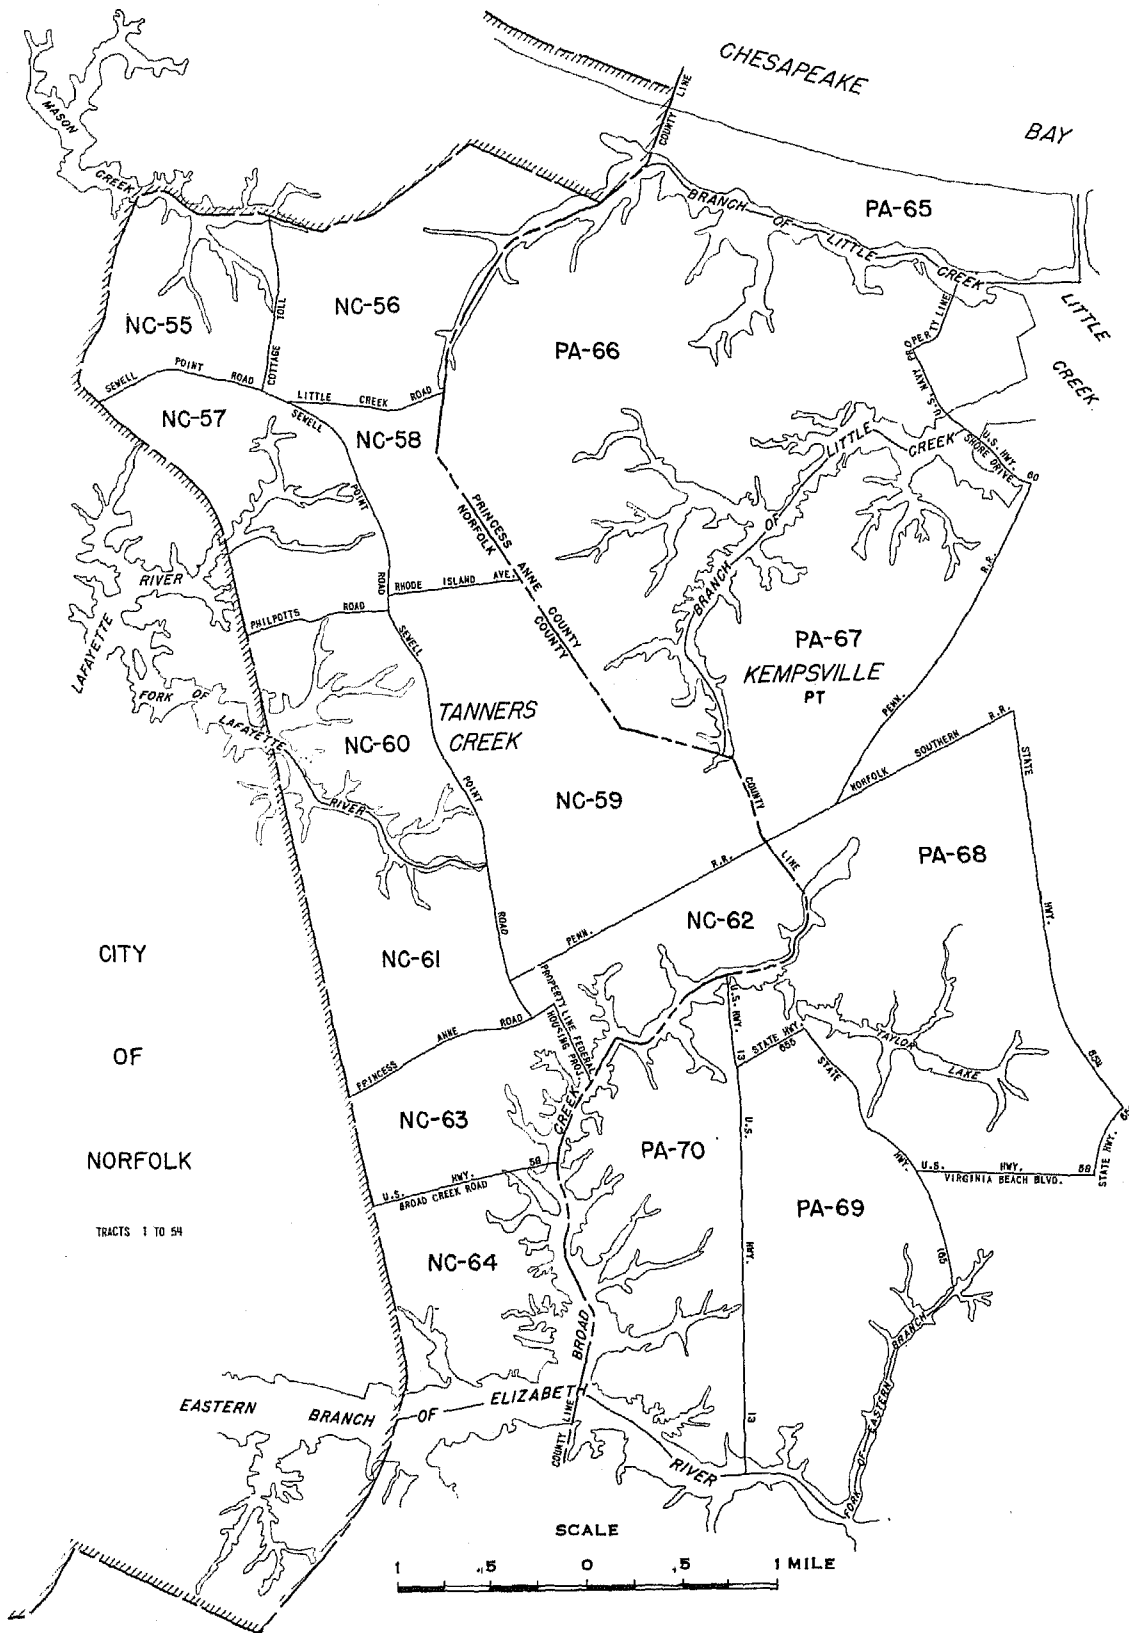 CHESAPEAKE
BAY
COUNTY LINE
MASON
CREEK
BRANCH OF LITTLE CREEK
PA-65
LITTLE
CREEK
NC-55
NC-56
COTTAGE TOLL
PA-66
U.S. NAVY PROPERTY LINE
SEWELL POINT ROAD
LITTLE CREEK ROAD
NC-57
NC-58
SEWELL POINT ROAD
U.S. HWY. 60
SHORE DRIVE
BRANCH OF LITTLE CREEK
PRINCESS ANNE COUNTY
NORFOLK COUNTY
RHODE ISLAND AVE.
PHILPOTTS ROAD
LAFAYETTE RIVER
FORK OF LAFAYETTE RIVER
PENN. R.R.
PA-67
KEMPSVILLE
PT
TANNERS
CREEK
SEWELL POINT ROAD
NC-60
NC-59
COUNTY LINE
NORFOLK SOUTHERN R.R.
STATE HWY.
PA-68
PENN. R.R.
NC-62
NC-61
PROPERTY LINE FEDERAL
HOUSING PROJ.
PRINCESS ANNE ROAD
U.S. HWY. 13
STATE HWY.
655
STATE HWY. 165
TAYLOR
LAKE
CITY
OF
NORFOLK
TRACTS 1 TO 54
NC-63
U.S. HWY. 58
BROAD CREEK ROAD
BROAD CREEK
PA-70
U.S. HWY. 13
U.S. HWY. 58
VIRGINIA BEACH BLVD.
STATE HWY.
PA-69
NC-64
EASTERN BRANCH OF ELIZABETH RIVER
COUNTY LINE
FORK OF EASTERN BRANCH
SCALE
1 .5 0 .5 1 MILE